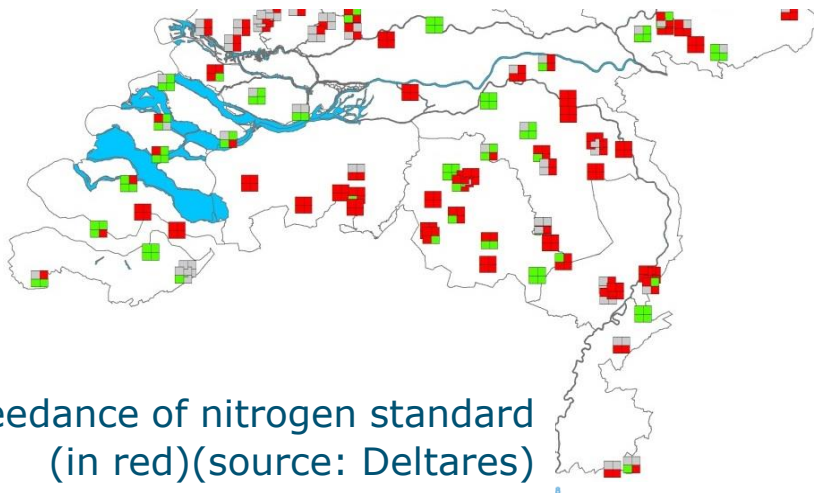 eedance of nitrogen standard
(in red)(source: Deltares)